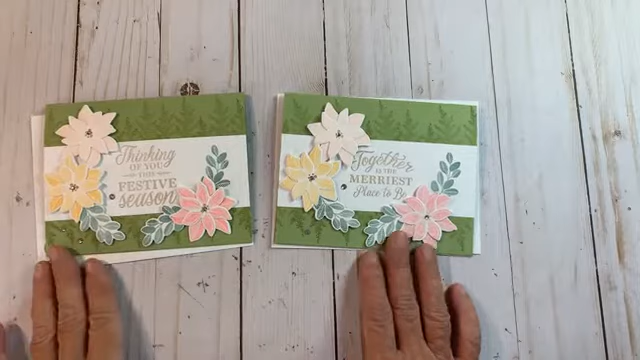 Thinking
OF YOU
THIS
FESTIVE
season
Together
IS THE
MERRIEST
Place to Be